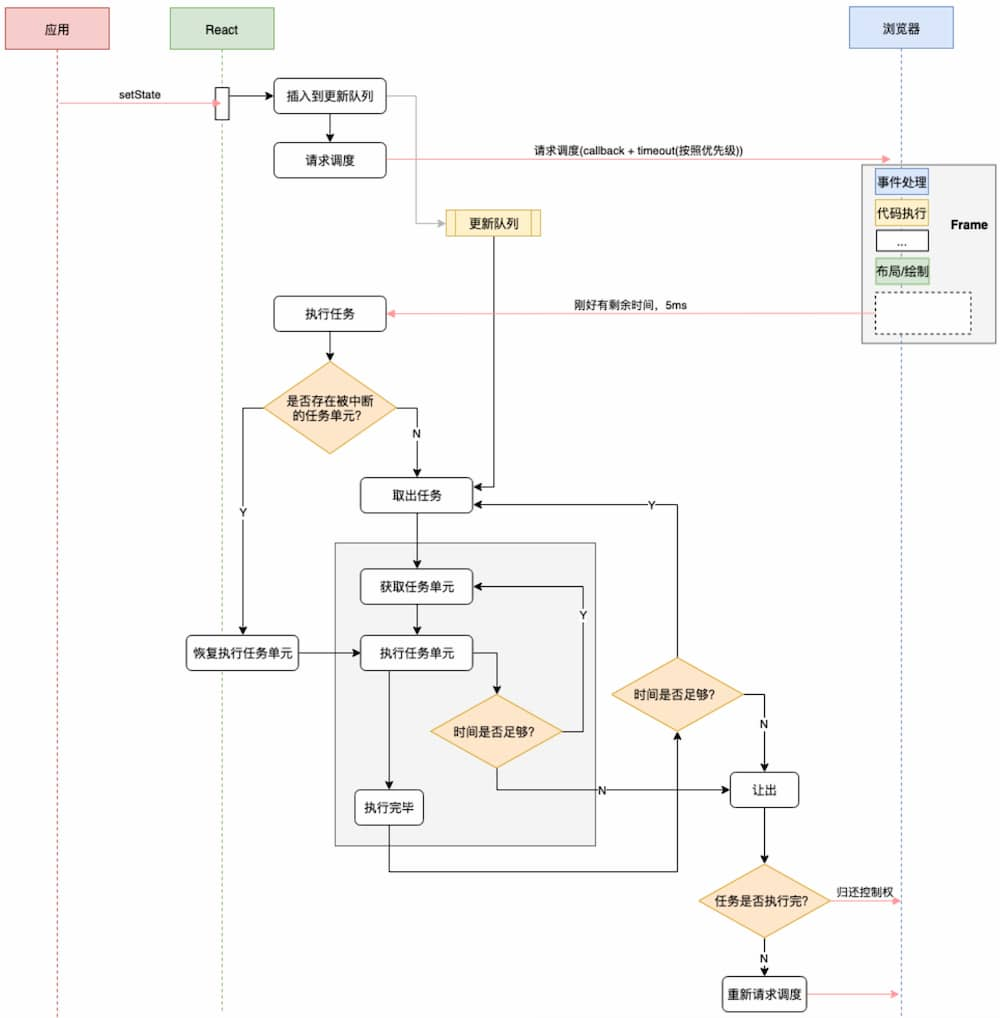 应用
React
浏览器
setState
插入到更新队列
请求调度
请求调度(callback + timeout(按照优先级))
事件处理
代码执行
Frame
...
布局/绘制
更新队列
执行任务
刚好有剩余时间，5ms
是否存在被中断
的任务单元?
N
取出任务
Y
Y
获取任务单元
Y
恢复执行任务单元
执行任务单元
时间是否足够?
时间是否足够?
N
N
让出
执行完毕
任务是否执行完?
归还控制权
N
重新请求调度